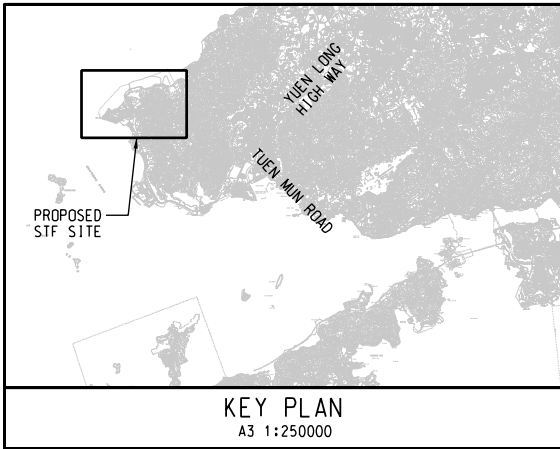 YUEN LONG
HIGH WAY
TUEN MUN ROAD
PROPOSED
STF SITE
KEY PLAN
A3 1:250000